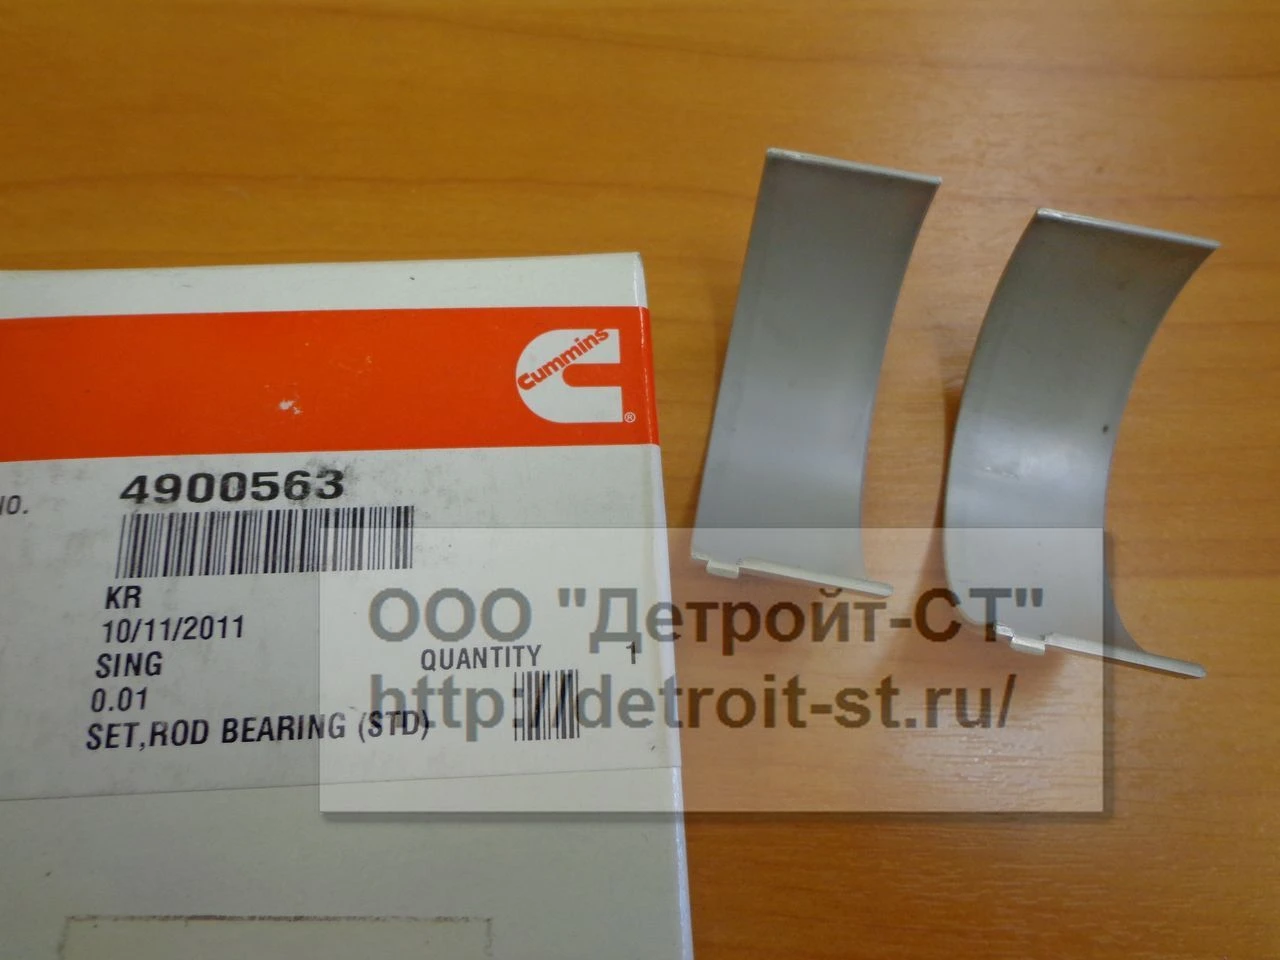 Cummins
®
NO.
4900563
KR
10/11/2011
SING
QUANTITY 1
0.01
SET,ROD BEARING (STD)
ООО "Детройт-СТ"
http://detroit-st.ru/